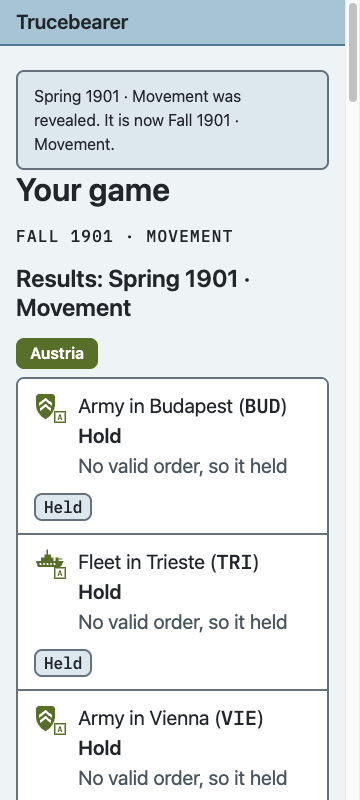 Trucebearer
Spring 1901 · Movement was
revealed. It is now Fall 1901 ·
Movement.
Your game
FALL 1901 · MOVEMENT
Results: Spring 1901 ·
Movement
Austria
A
Army in Budapest (BUD)
Hold
No valid order, so it held
Held
A
Fleet in Trieste (TRI)
Hold
No valid order, so it held
Held
A
Army in Vienna (VIE)
Hold
No valid order, so it held